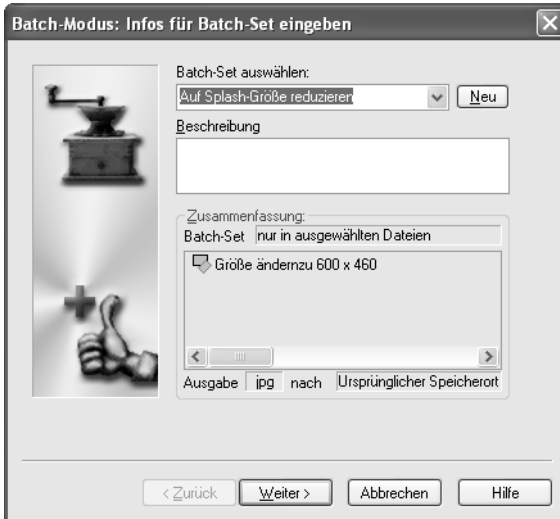 Batch-Modus: Infos für Batch-Set eingeben
Batch-Set auswählen:
Auf Splash-Größe reduzieren
Neu
Beschreibung
Zusammenfassung:
Batch-Set nur in ausgewählten Dateien
Größe ändernzu 600 x 460
Ausgabe jpg nach Ursprünglicher Speicherort
< Zurück Weiter > Abbrechen Hilfe